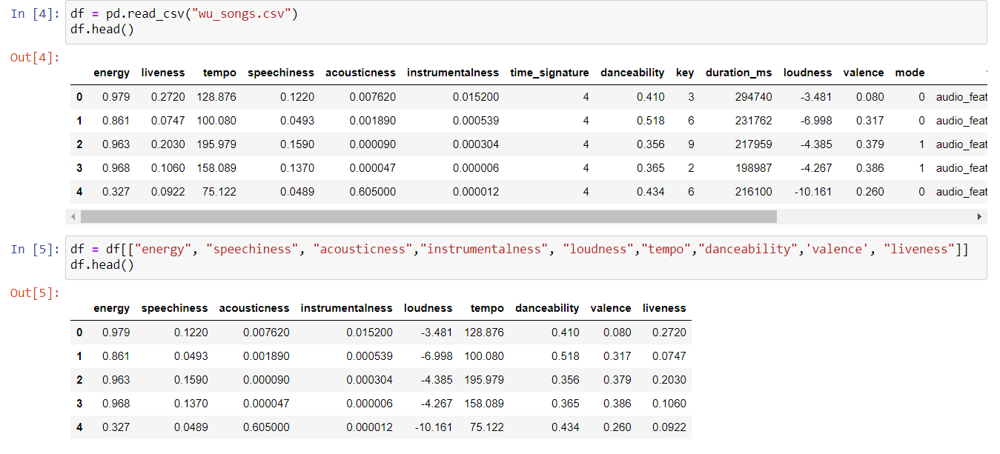 In [4]: df = pd.read_csv("wu_songs.csv")
df.head()
Out[4]:
energy liveness tempo speechiness acousticness instrumentalness time_signature danceability key duration_ms loudness valence mode
0 0.979 0.2720 128.876 0.1220 0.007620 0.015200 4 0.410 3 294740 -3.481 0.080 0 audio_feat
1 0.861 0.0747 100.080 0.0493 0.001890 0.000539 4 0.518 6 231762 -6.998 0.317 0 audio_feat
2 0.963 0.2030 195.979 0.1590 0.000090 0.000304 4 0.356 9 217959 -4.385 0.379 1 audio_feat
3 0.968 0.1060 158.089 0.1370 0.000047 0.000006 4 0.365 2 198987 -4.267 0.386 1 audio_feat
4 0.327 0.0922 75.122 0.0489 0.605000 0.000012 4 0.434 6 216100 -10.161 0.260 0 audio_feat
In [5]: df = df[["energy", "speechiness", "acousticness","instrumentalness", "loudness","tempo","danceability",'valence', "liveness"]]
df.head()
Out[5]:
energy speechiness acousticness instrumentalness loudness tempo danceability valence liveness
0 0.979 0.1220 0.007620 0.015200 -3.481 128.876 0.410 0.080 0.2720
1 0.861 0.0493 0.001890 0.000539 -6.998 100.080 0.518 0.317 0.0747
2 0.963 0.1590 0.000090 0.000304 -4.385 195.979 0.356 0.379 0.2030
3 0.968 0.1370 0.000047 0.000006 -4.267 158.089 0.365 0.386 0.1060
4 0.327 0.0489 0.605000 0.000012 -10.161 75.122 0.434 0.260 0.0922